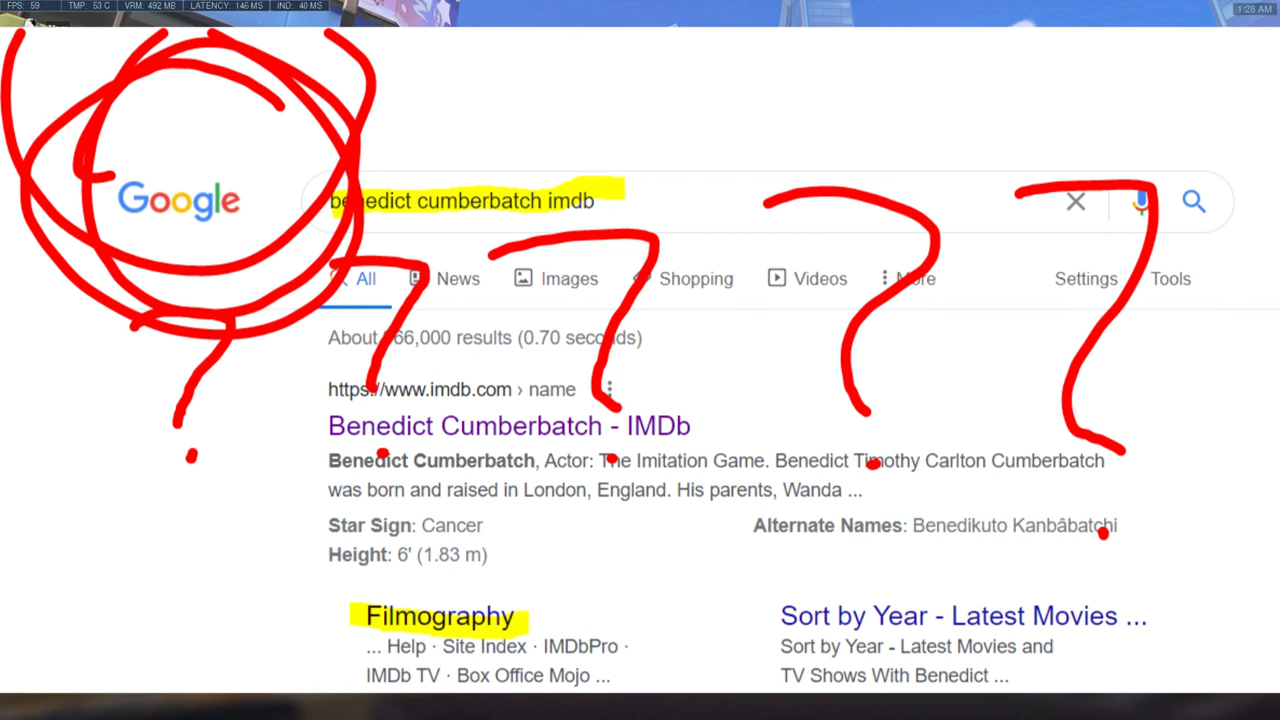 FPS: 59 TMP: 53 C VRM: 492 MB LATENCY: 146 MS IND: 40 MS 1:28 AM
Google benedict cumberbatch imdb
All News Images Shopping Videos More Settings Tools
About 66,000 results (0.70 seconds)
https://www.imdb.com › name
Benedict Cumberbatch - IMDb
Benedict Cumberbatch, Actor: The Imitation Game. Benedict Timothy Carlton Cumberbatch
was born and raised in London, England. His parents, Wanda ...
Star Sign: Cancer Alternate Names: Benedikuto Kanbâbatchi
Height: 6' (1.83 m)
Filmography Sort by Year - Latest Movies ...
... Help · Site Index · IMDbPro · Sort by Year - Latest Movies and
IMDb TV · Box Office Mojo ... TV Shows With Benedict ...
? ? ? ? ?